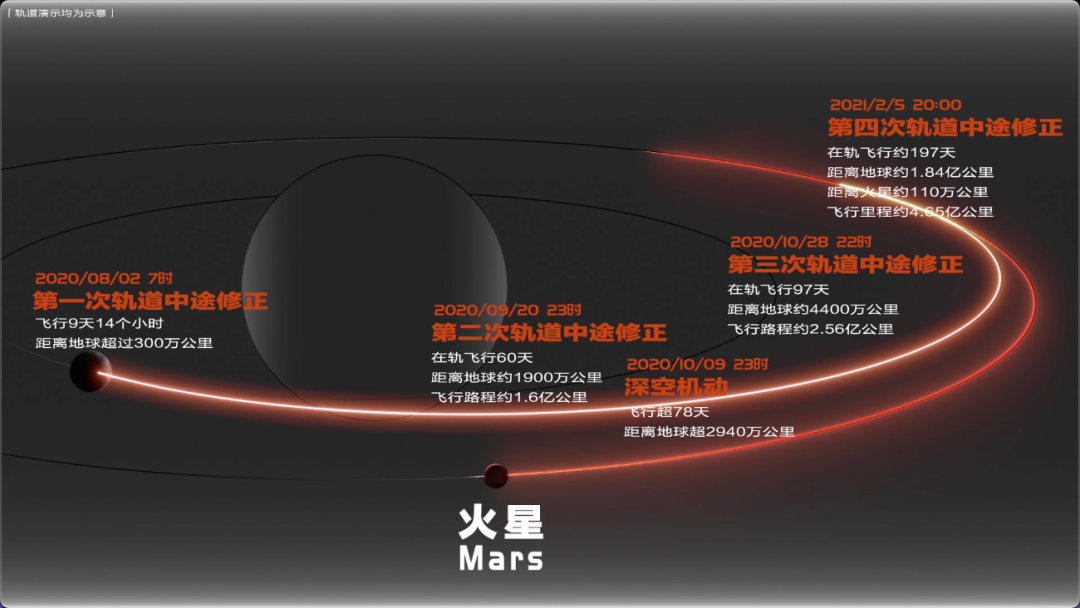 「轨道演示均为示意」
2021/2/5 20:00
第四次轨道中途修正
在轨飞行约197天
距离地球约1.84亿公里
距离火星约110万公里
飞行里程约4.65亿公里
2020/10/28 22时
第三次轨道中途修正
在轨飞行97天
距离地球约4400万公里
飞行路程约2.56亿公里
2020/08/02 7时
第一次轨道中途修正
飞行9天14个小时
距离地球超过300万公里
2020/09/20 23时
第二次轨道中途修正
在轨飞行60天
距离地球约1900万公里
飞行路程约1.6亿公里
2020/10/09 23时
深空机动
飞行超78天
距离地球超2940万公里
火星
Mars